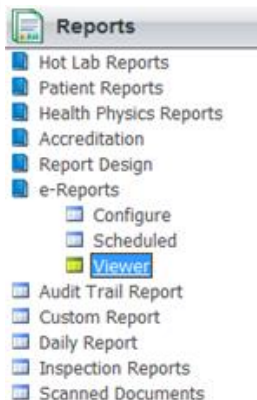 Reports
Hot Lab Reports
Patient Reports
Health Physics Reports
Accreditation
Report Design
e-Reports
Configure
Scheduled
Viewer
Audit Trail Report
Custom Report
Daily Report
Inspection Reports
Scanned Documents